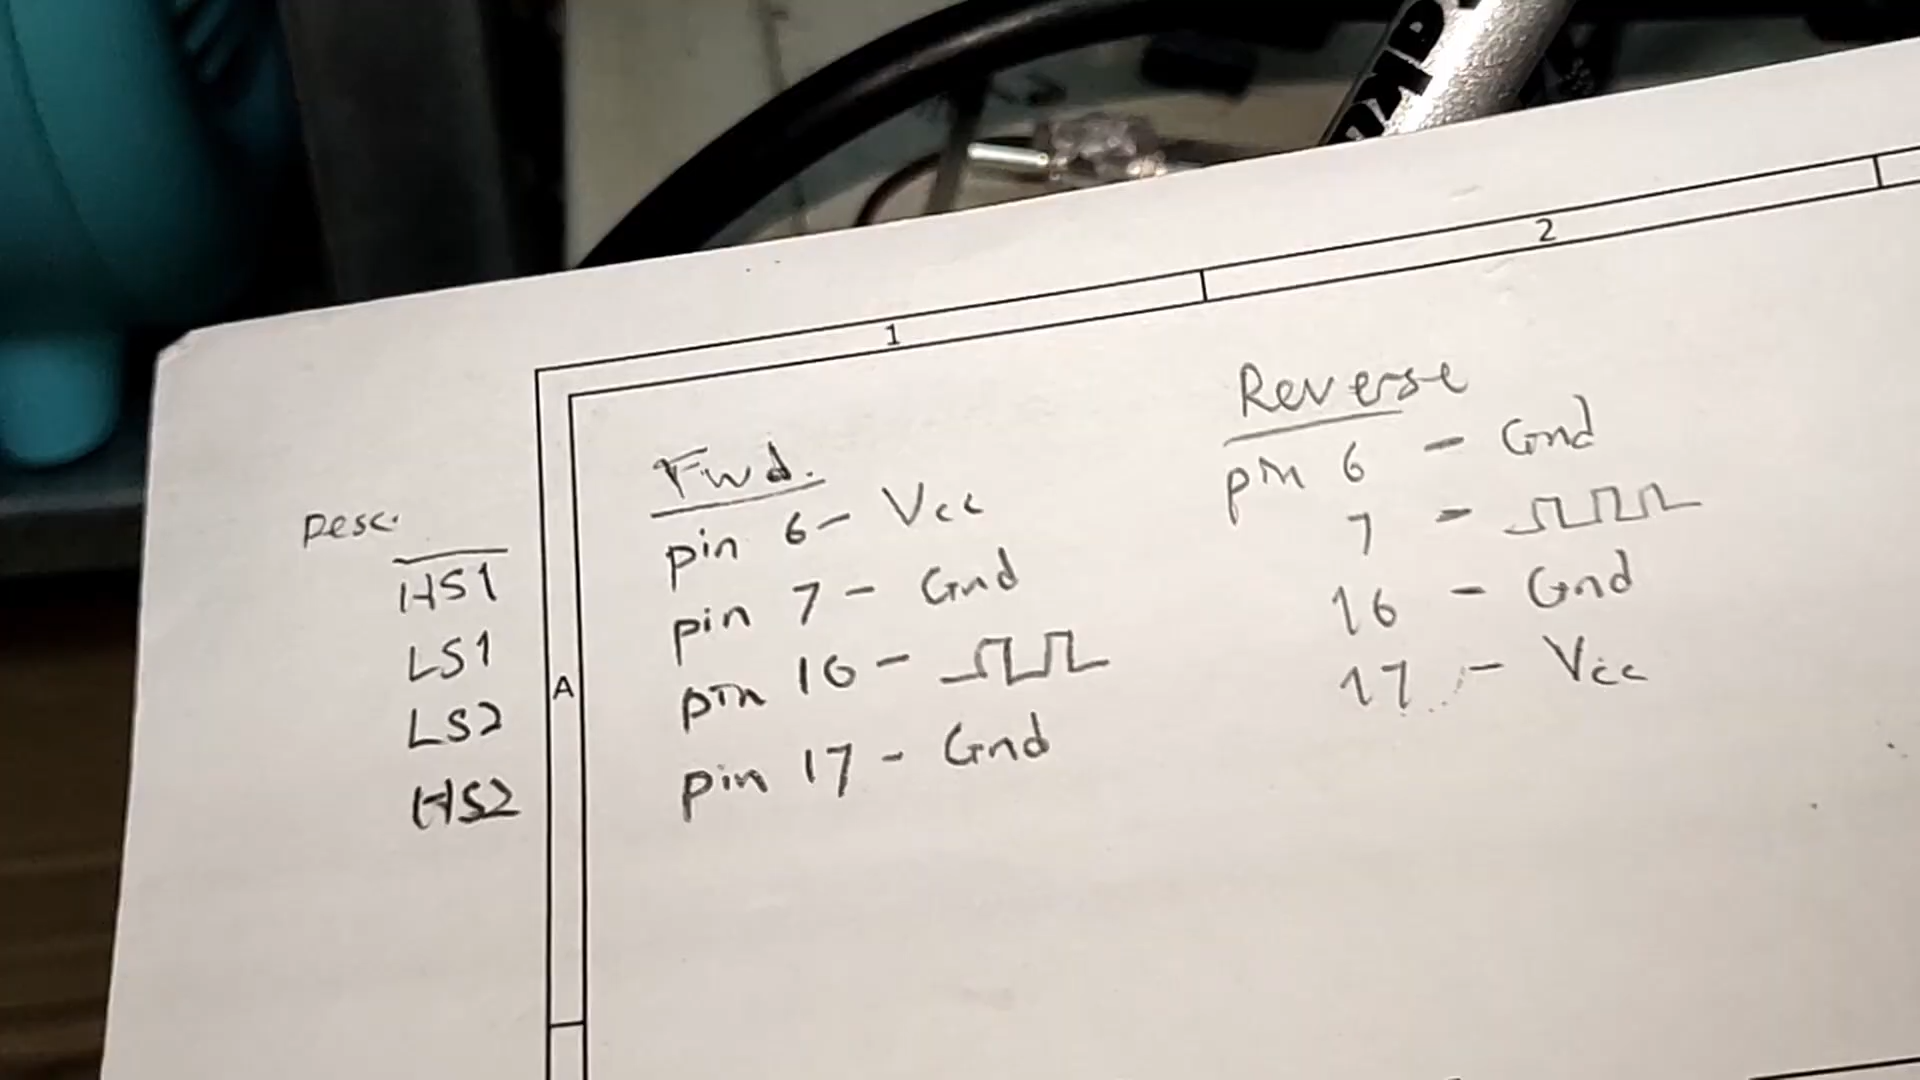 1
2
Desc.
HS1
LS1
LS2
HS2
A
Fwd.
pin 6 - Vcc
pin 7 - Gnd
pin 16 -
pin 17 - Gnd
Reverse
pin 6 - Gnd
7 -
16 - Gnd
17 - Vcc